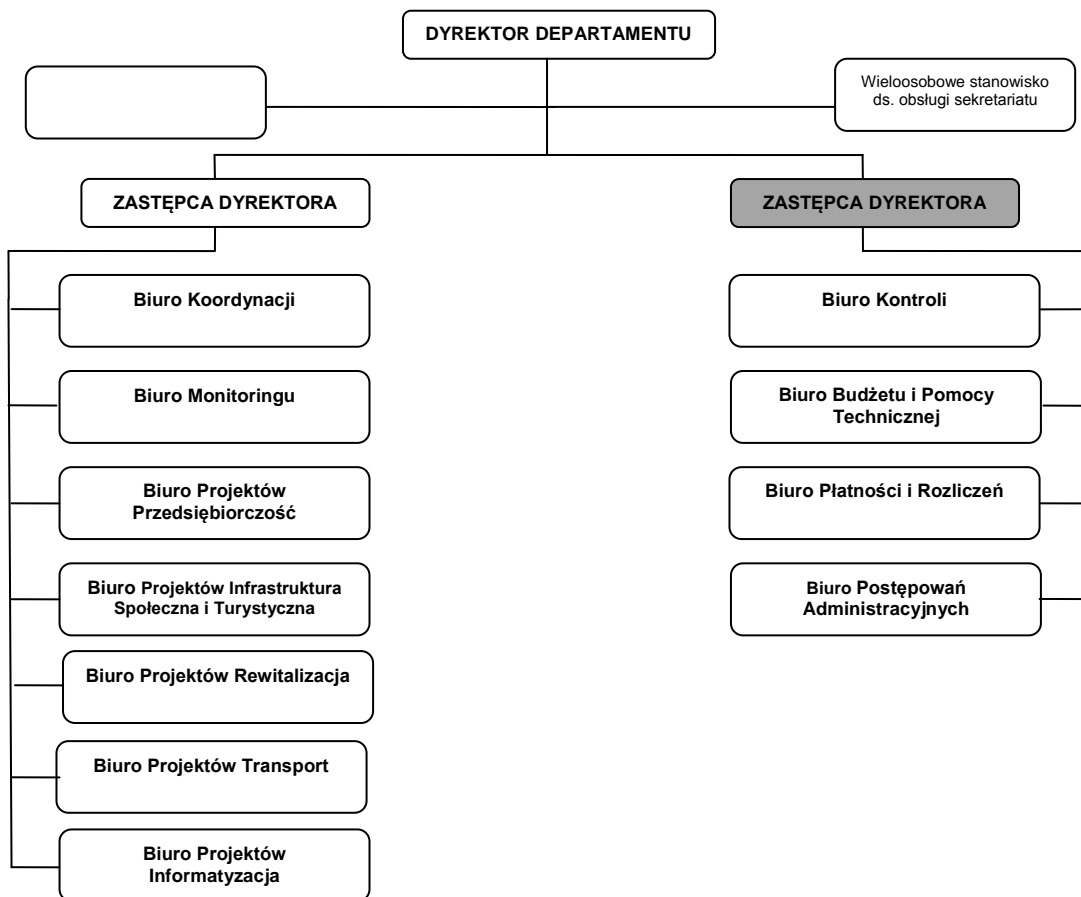 DYREKTOR DEPARTAMENTU
Wieloosobowe stanowisko
ds. obsługi sekretariatu
ZASTĘPCA DYREKTORA
ZASTĘPCA DYREKTORA
Biuro Koordynacji
Biuro Monitoringu
Biuro Projektów
Przedsiębiorczość
Biuro Projektów Infrastruktura
Społeczna i Turystyczna
Biuro Projektów Rewitalizacja
Biuro Projektów Transport
Biuro Projektów
Informatyzacja
Biuro Kontroli
Biuro Budżetu i Pomocy
Technicznej
Biuro Płatności i Rozliczeń
Biuro Postępowań
Administracyjnych